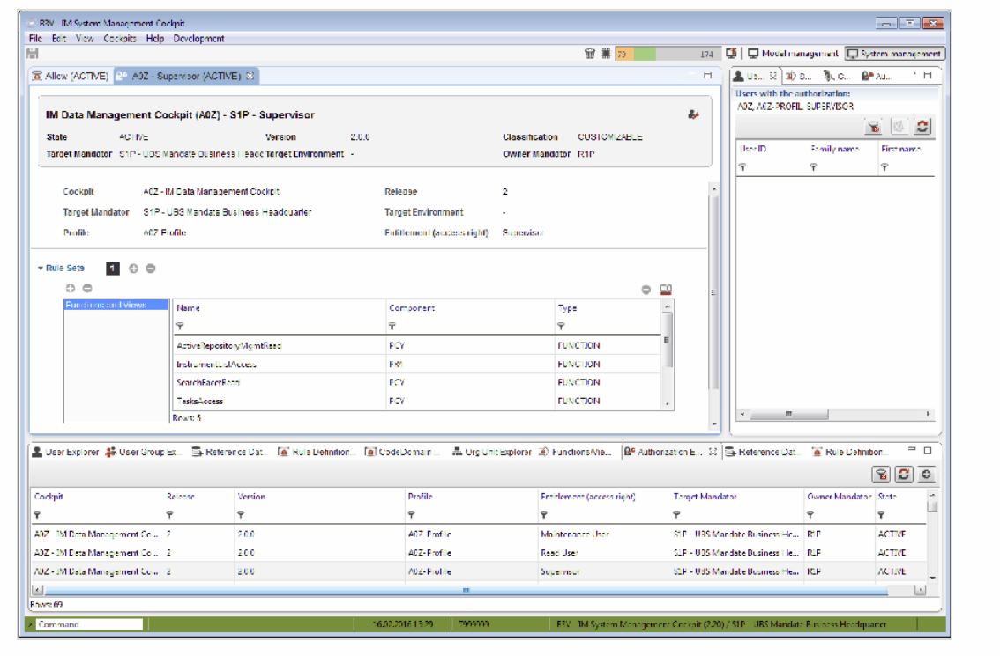 R3V - IM System Management Cockpit
File Edit View Cockpits Help Development
79 174 Model management System management
Allow (ACTIVE) A0Z - Supervisor (ACTIVE)
Us... S... C... Au...
Users with the authorization:
A0Z, A0Z-PROFIL, SUPERVISOR
IM Data Management Cockpit (A0Z) - S1P - Supervisor
State ACTIVE Version 2.0.0 Classification CUSTOMIZABLE
Target Mandator S1P - UBS Mandate Business Headc Target Environment - Owner Mandator R1P
User ID Family name First name
Cockpit A0Z - IM Data Management Cockpit Release 2
Target Mandator S1P - UBS Mandate Business Headquarter Target Environment -
Profile A0Z Profile Entitlement (access right) Supervisor
Rule Sets 1
Functions and Views
Name Component Type
ActiveRepositoryMgmtRead PCY FUNCTION
InstrumentListAccess FUNCTION
SearchFacetRead PCY FUNCTION
TasksAccess PCY FUNCTION
Rows: 5
User Explorer User Group Ex... Reference Dat... Rule Definition... CodeDomain ... Org Unit Explorer Functions/Vie... Authorization E... Reference Dat... Rule Definition...
Cockpit Release Version Profile Entitlement (access right) Target Mandator Owner Mandator State
A0Z - IM Data Management Co... 2 2.0.0 A0Z-Profile Maintenance User S1P - UBS Mandate Business He... R1P ACTIVE
A0Z - IM Data Management Co... 2 2.0.0 A0Z-Profile Read User S1P - UBS Mandate Business He... R1P ACTIVE
A0Z - IM Data Management Co... 2 2.0.0 A0Z-Profile Supervisor S1P - UBS Mandate Business He... R1P ACTIVE
Rows: 69
Command 16.02.2016 15:29 T999999 R3V - IM System Management Cockpit (2.20) / S1P - UBS Mandate Business Headquarter